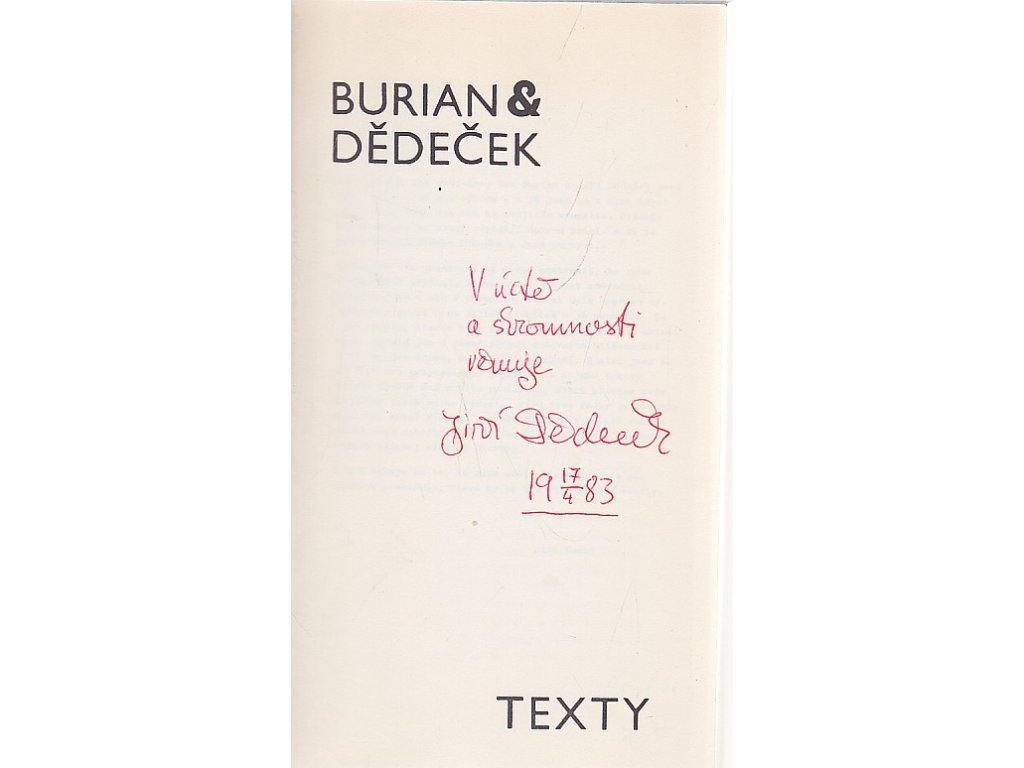 BURIAN &
DĚDEČEK
V úctě
a skromnosti
věnuje
Jiří Dědeček
19 17/4 83
TEXTY